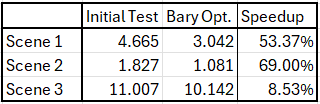 Initial Test Bary Opt. Speedup
Scene 1 4.665 3.042 53.37%
Scene 2 1.827 1.081 69.00%
Scene 3 11.007 10.142 8.53%